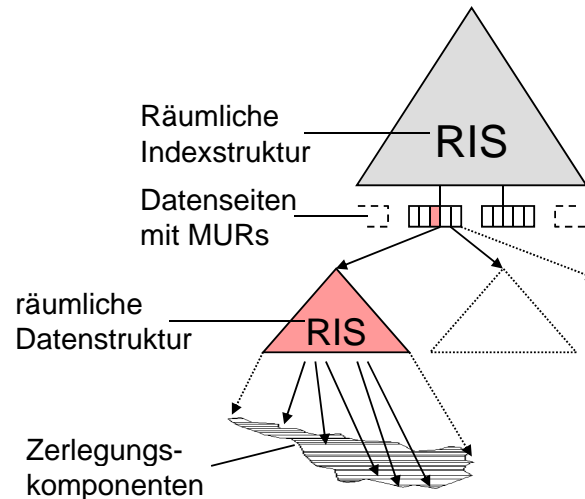 Räumliche
Indexstruktur
RIS
Datenseiten
mit MURs
räumliche
Datenstruktur
RIS
Zerlegungs-
komponenten